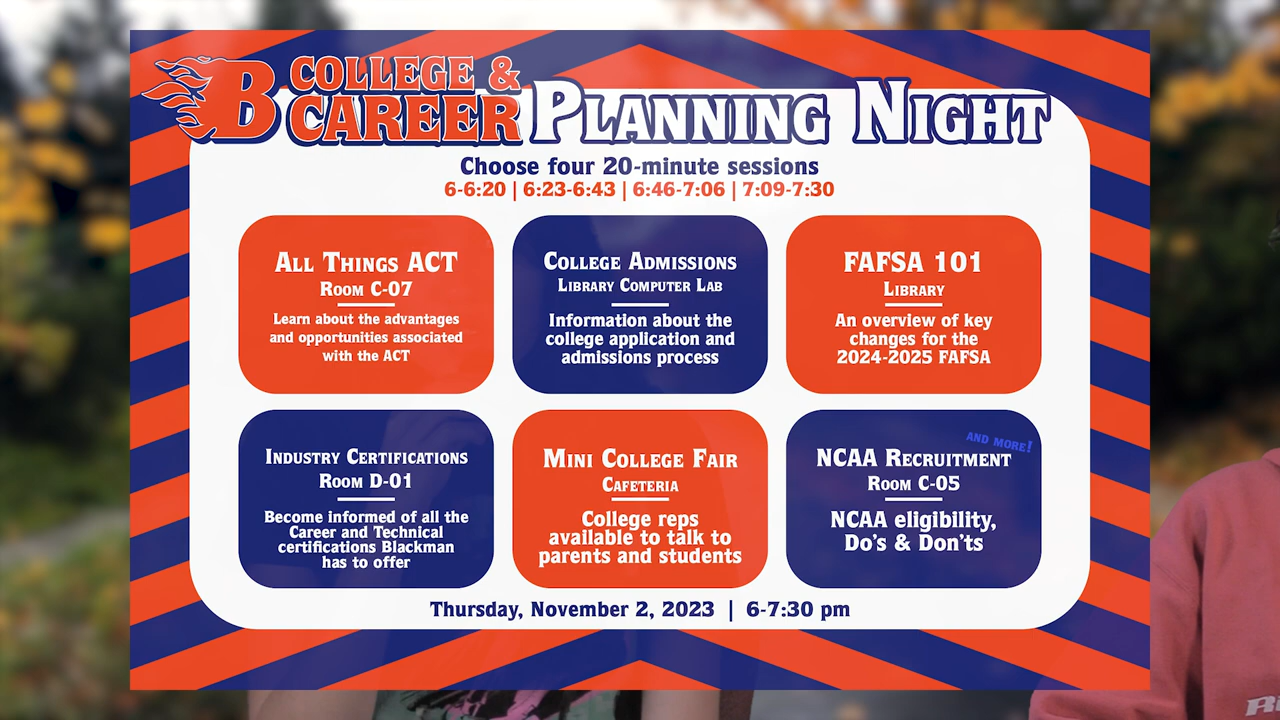 B COLLEGE &
CAREER PLANNING NIGHT
Choose four 20-minute sessions
6-6:20 | 6:23-6:43 | 6:46-7:06 | 7:09-7:30
ALL THINGS ACT
ROOM C-07
Learn about the advantages
and opportunities associated
with the ACT
COLLEGE ADMISSIONS
LIBRARY COMPUTER LAB
Information about the
college application and
admissions process
FAFSA 101
LIBRARY
An overview of key
changes for the
2024-2025 FAFSA
INDUSTRY CERTIFICATIONS
ROOM D-01
Become informed of all the
Career and Technical
certifications Blackman
has to offer
MINI COLLEGE FAIR
CAFETERIA
College reps
available to talk to
parents and students
AND MORE!
NCAA RECRUITMENT
ROOM C-05
NCAA eligibility,
Do's & Don'ts
Thursday, November 2, 2023 | 6-7:30 pm